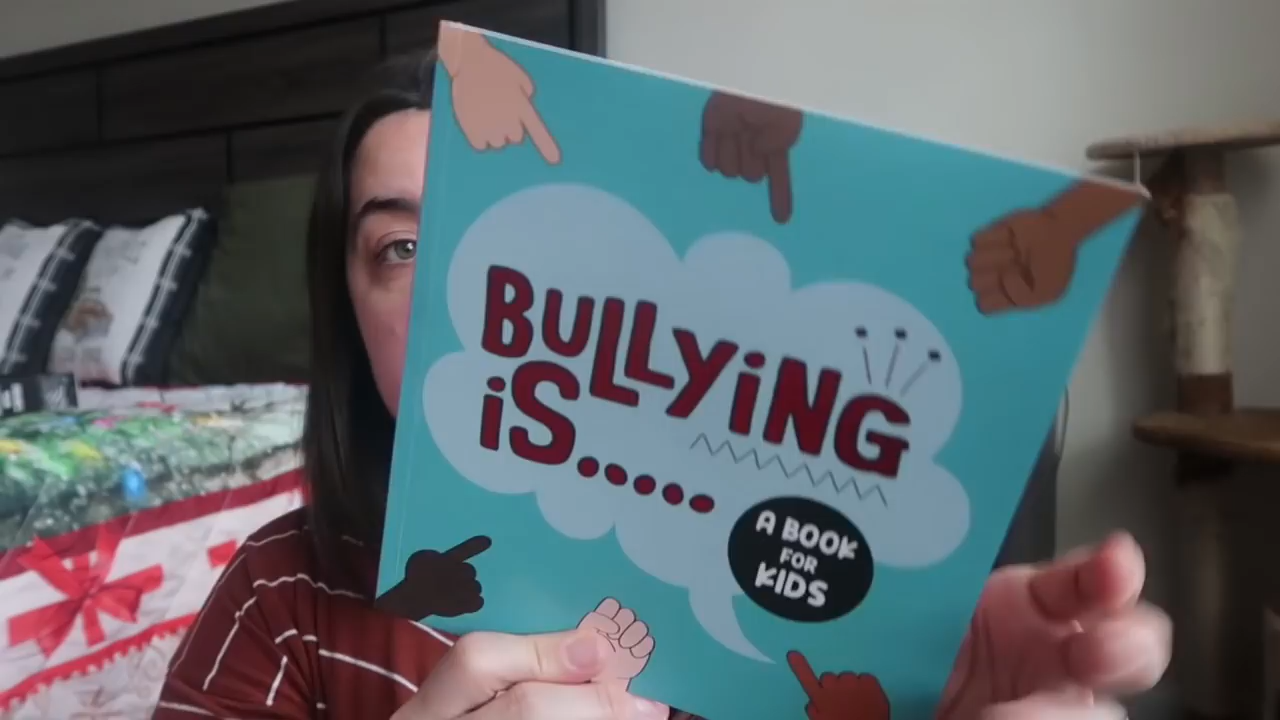 BULLYiNG
iS.....
A BOOK
FOR
KiDS